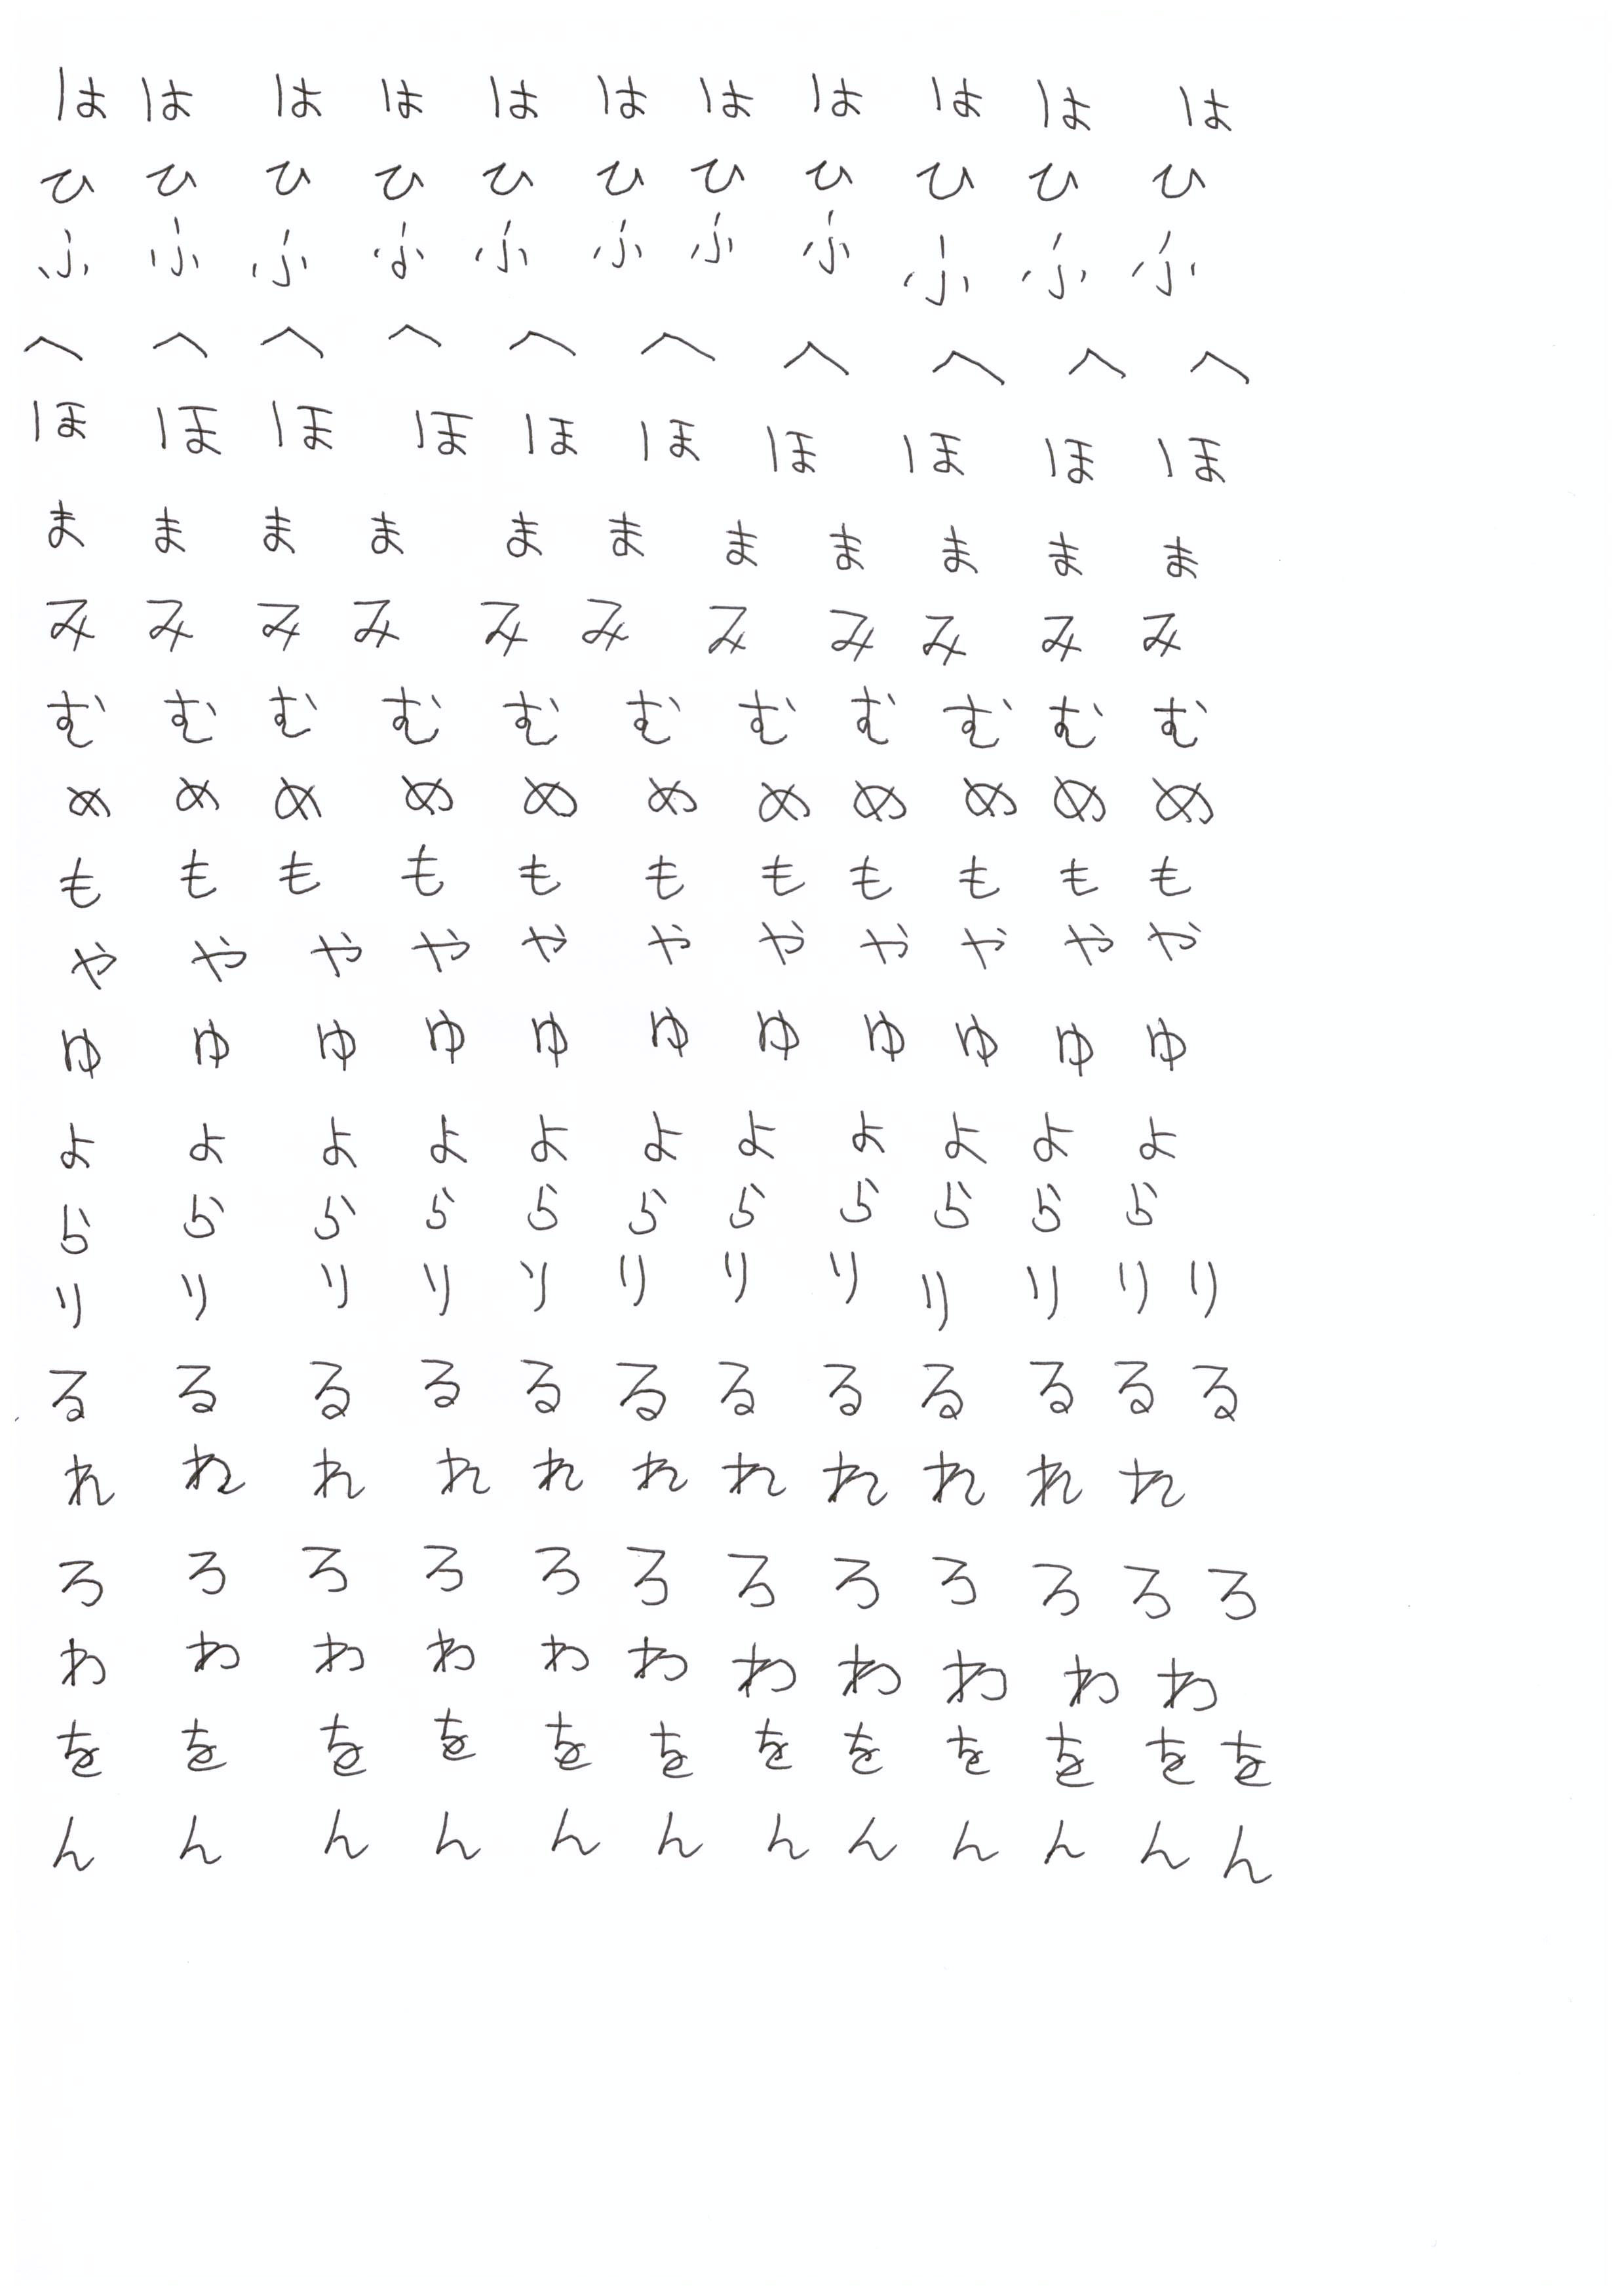 は は は は は は は は は は は
ひ ひ ひ ひ ひ ひ ひ ひ ひ ひ ひ
ふ ふ ふ ふ ふ ふ ふ ふ ふ ふ ふ
へ へ へ へ へ へ へ へ へ へ
ほ ほ ほ ほ ほ ほ ほ ほ ほ ほ
ま ま ま ま ま ま ま ま ま ま ま
み み み み み み み み み み み
む む む む む む む む む む む
め め め め め め め め め め め
も も も も も も も も も も も
や や や や や や や や や や や
ゆ ゆ ゆ ゆ ゆ ゆ ゆ ゆ ゆ ゆ ゆ
よ よ よ よ よ よ よ よ よ よ よ
ら ら ら ら ら ら ら ら ら ら ら
り り り り り り り り り り り り
る る る る る る る る る る る る
れ れ れ れ れ れ れ れ れ れ れ
ろ ろ ろ ろ ろ ろ ろ ろ ろ ろ ろ ろ
わ わ わ わ わ わ わ わ わ わ わ
を を を を を を を を を を を を
ん ん ん ん ん ん ん ん ん ん ん ん